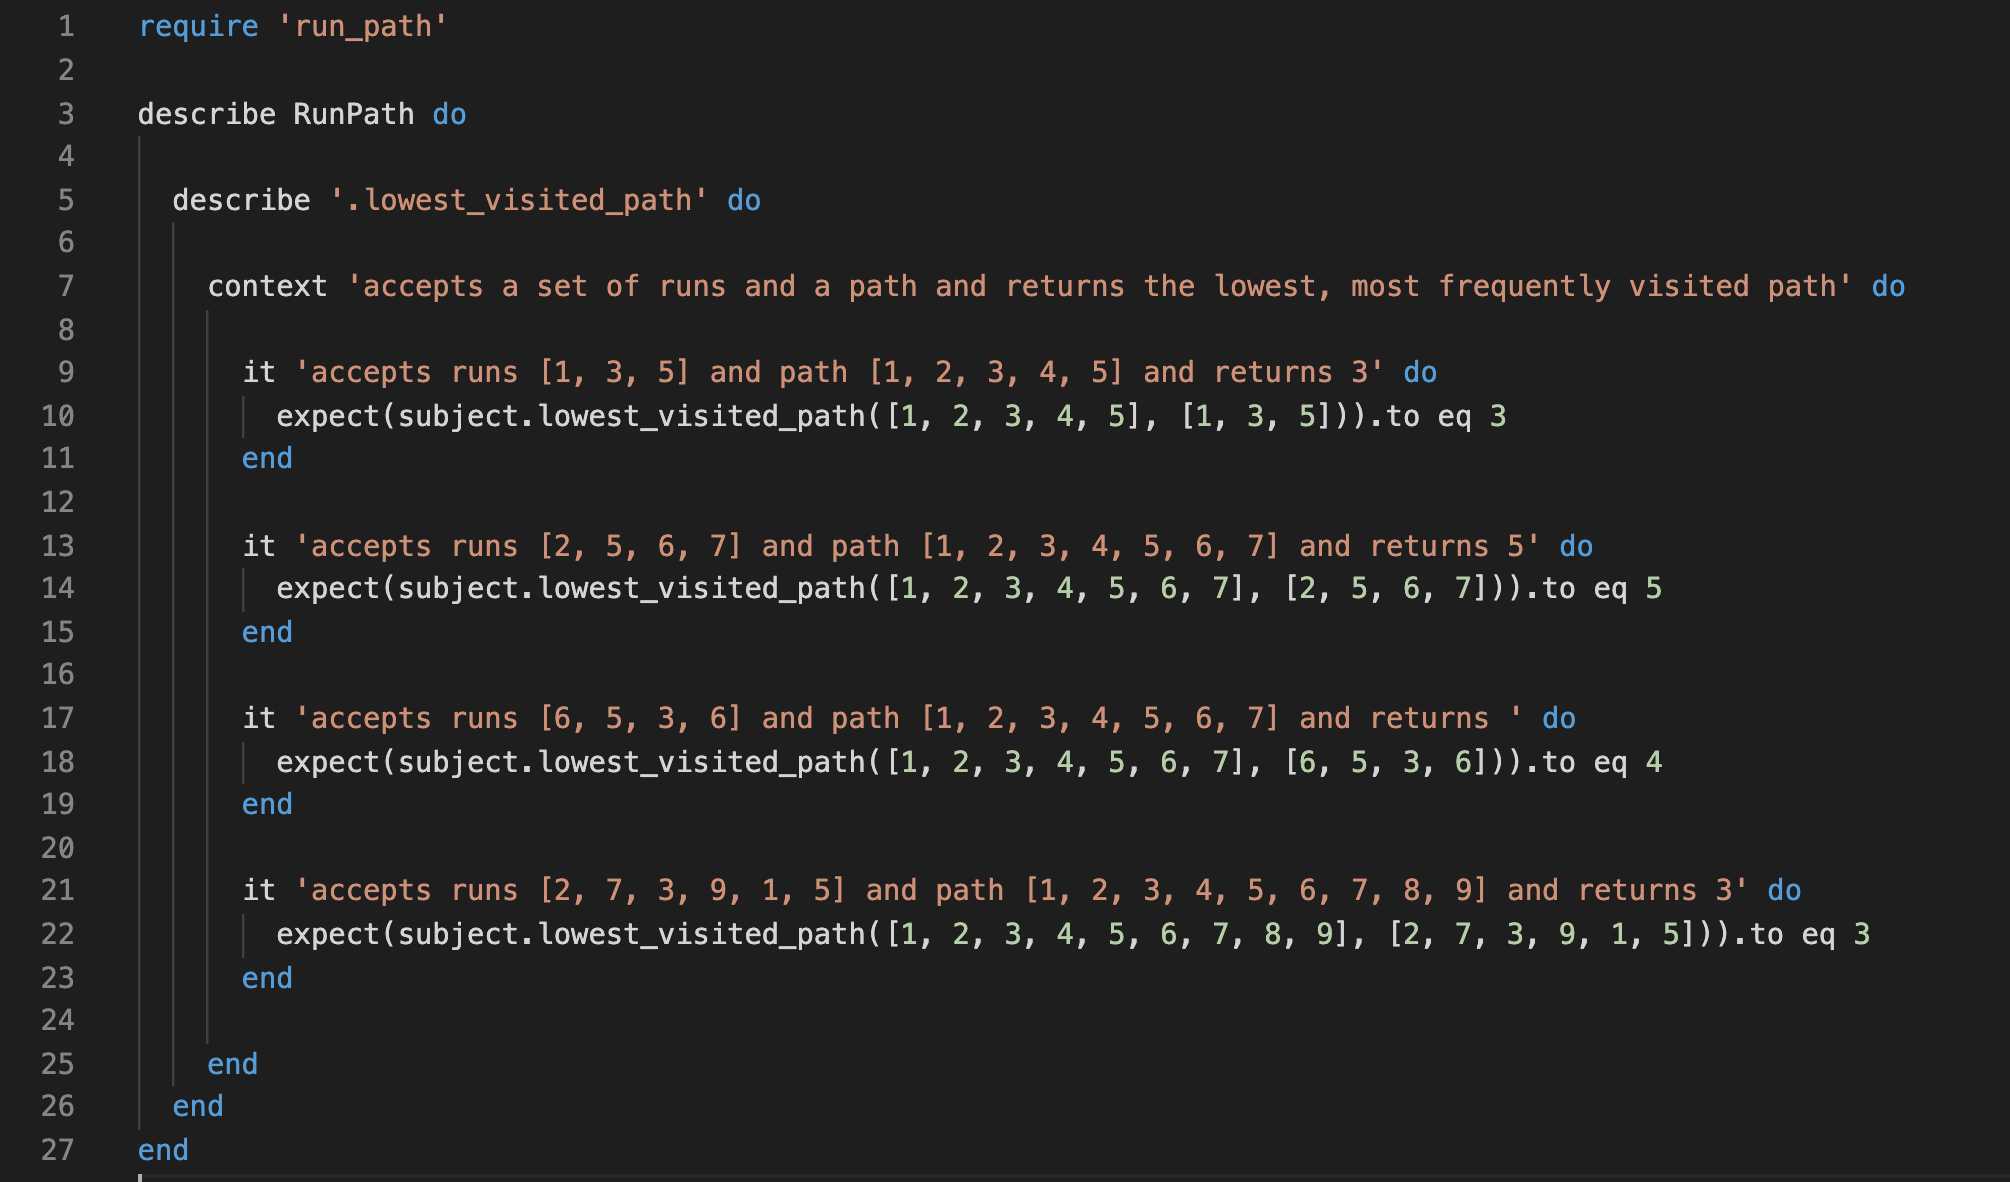 1 require 'run_path'
2
3 describe RunPath do
4
5   describe '.lowest_visited_path' do
6
7     context 'accepts a set of runs and a path and returns the lowest, most frequently visited path' do
8
9       it 'accepts runs [1, 3, 5] and path [1, 2, 3, 4, 5] and returns 3' do
10         expect(subject.lowest_visited_path([1, 2, 3, 4, 5], [1, 3, 5])).to eq 3
11       end
12
13       it 'accepts runs [2, 5, 6, 7] and path [1, 2, 3, 4, 5, 6, 7] and returns 5' do
14         expect(subject.lowest_visited_path([1, 2, 3, 4, 5, 6, 7], [2, 5, 6, 7])).to eq 5
15       end
16
17       it 'accepts runs [6, 5, 3, 6] and path [1, 2, 3, 4, 5, 6, 7] and returns ' do
18         expect(subject.lowest_visited_path([1, 2, 3, 4, 5, 6, 7], [6, 5, 3, 6])).to eq 4
19       end
20
21       it 'accepts runs [2, 7, 3, 9, 1, 5] and path [1, 2, 3, 4, 5, 6, 7, 8, 9] and returns 3' do
22         expect(subject.lowest_visited_path([1, 2, 3, 4, 5, 6, 7, 8, 9], [2, 7, 3, 9, 1, 5])).to eq 3
23       end
24
25     end
26   end
27 end